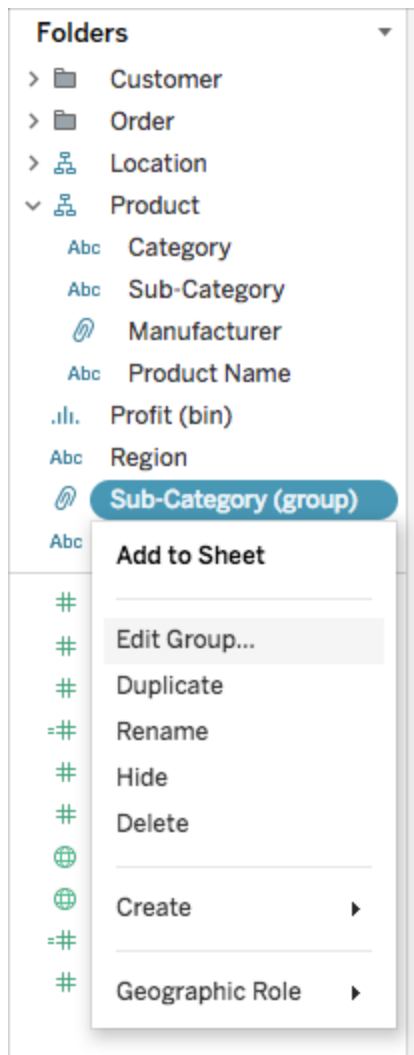 Folders
Customer
Order
Location
Product
Abc Category
Abc Sub-Category
Manufacturer
Abc Product Name
Profit (bin)
Abc Region
Sub-Category (group)
Abc
Add to Sheet
#
Edit Group...
#
Duplicate
#
Rename
=#
Hide
#
Delete
#
Create
=#
Geographic Role
#